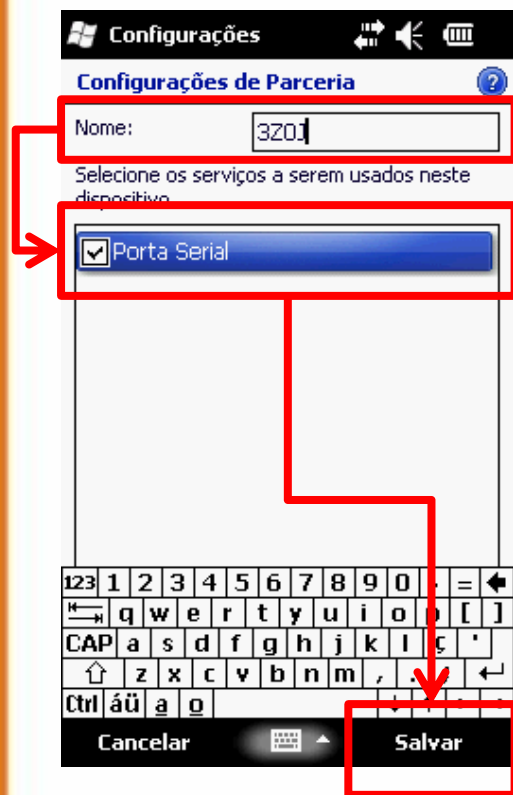 Configurações
Configurações de Parceria
Nome:
3Z0J
Selecione os serviços a serem usados neste
dispositivo
Porta Serial
123 1 2 3 4 5 6 7 8 9 0 - =
q w e r t y u i o p [ ]
CAP a s d f g h j k l ç '
z x c v b n m , .
Ctrl áü a o
Cancelar
Salvar